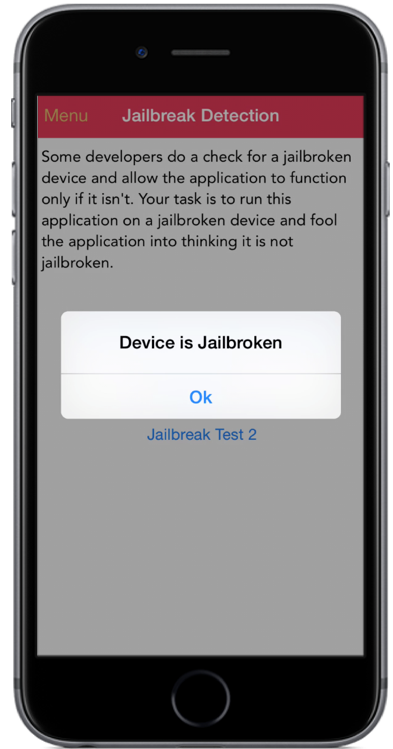 Menu Jailbreak Detection
Some developers do a check for a jailbroken
device and allow the application to function
only if it isn't. Your task is to run this
application on a jailbroken device and fool
the application into thinking it is not
jailbroken.
Device is Jailbroken
Ok
Jailbreak Test 2